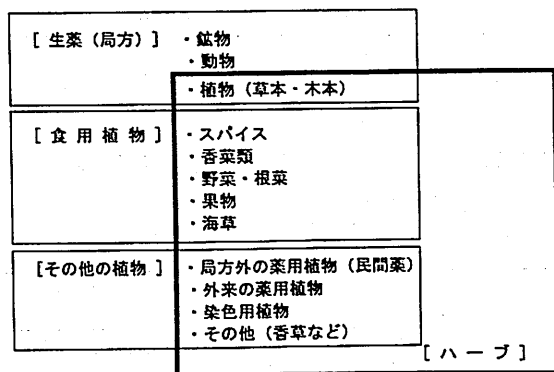 [ 生薬（局方）] ・鉱物
・動物
・植物（草本・木本）
[ 食 用 植 物 ] ・スパイス
・香菜類
・野菜・根菜
・果物
・海草
[その他の植物 ] ・局方外の薬用植物（民間薬）
・外来の薬用植物
・染色用植物
・その他（香草など）
[ ハ ー ブ ]